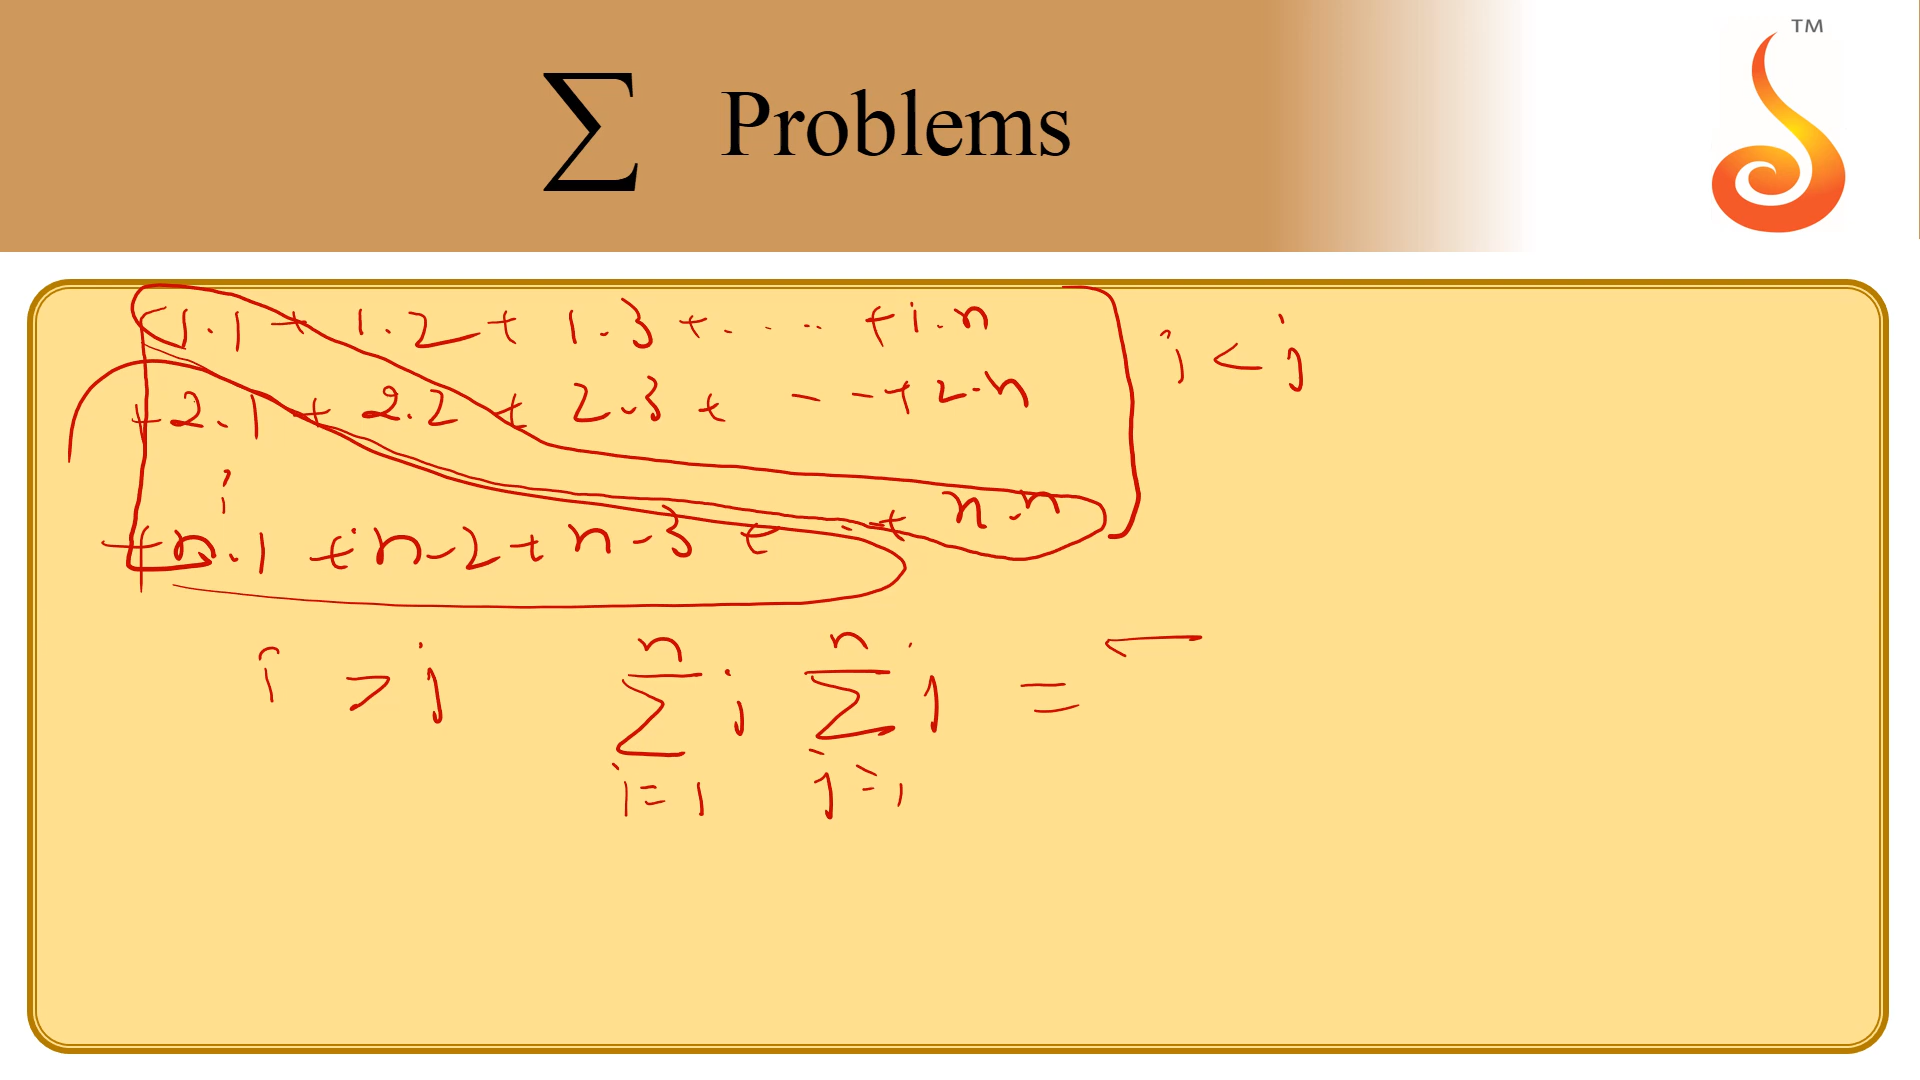 TM
∑ Problems
1.1 + 1.2 + 1.3 + ..... + 1.n
+ 2.1 + 2.2 + 2.3 + - - + 2.n
+ n.1 + n-2 + n-3 + . + n.n
i < j
i > j
n n
∑ i ∑ j =
i=1 j=1